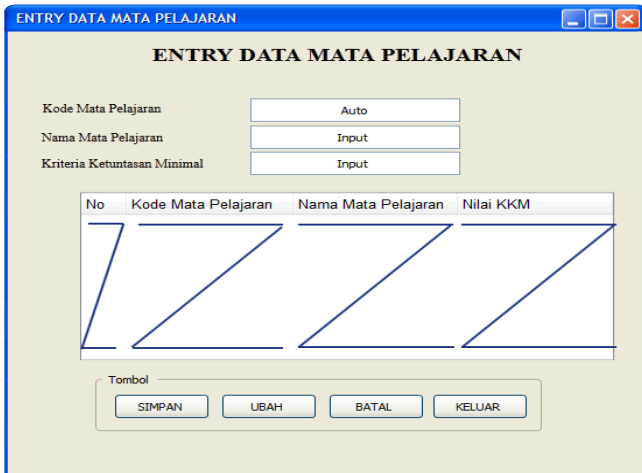 ENTRY DATA MATA PELAJARAN
ENTRY DATA MATA PELAJARAN
Kode Mata Pelajaran Auto
Nama Mata Pelajaran Input
Kriteria Ketuntasan Minimal Input
No Kode Mata Pelajaran Nama Mata Pelajaran Nilai KKM
Tombol
SIMPAN UBAH BATAL KELUAR